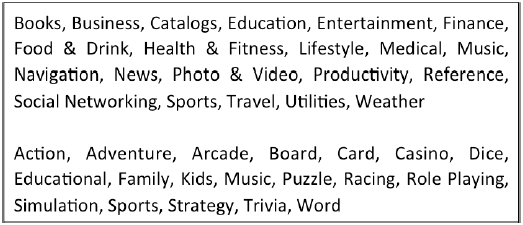 Books, Business, Catalogs, Education, Entertainment, Finance,
Food & Drink, Health & Fitness, Lifestyle, Medical, Music,
Navigation, News, Photo & Video, Productivity, Reference,
Social Networking, Sports, Travel, Utilities, Weather
Action, Adventure, Arcade, Board, Card, Casino, Dice,
Educational, Family, Kids, Music, Puzzle, Racing, Role Playing,
Simulation, Sports, Strategy, Trivia, Word